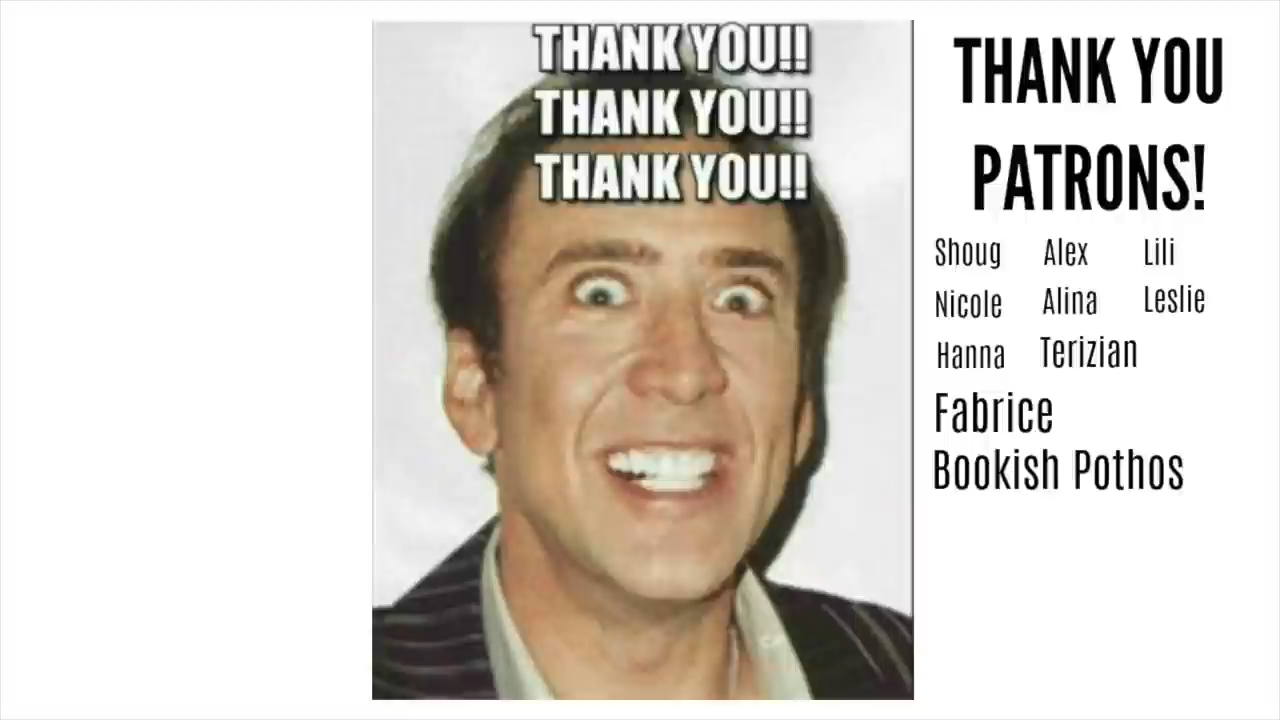 THANK YOU!!
THANK YOU!!
THANK YOU!!
THANK YOU
PATRONS!
Shoug Alex Lili
Nicole Alina Leslie
Hanna Terizian
Fabrice
Bookish Pothos